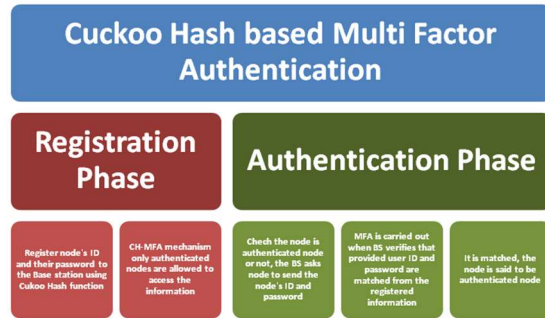 Cuckoo Hash based Multi Factor
Authentication
Registration
Phase
Authentication Phase
Register node's ID
and their password to
the Base station using
Cukoo Hash function
CH-MFA mechanism
only authenticated
nodes are allowed to
access the
information
Chech the node is
authenticated node
or not, the BS asks
node to send the
node's ID and
password
MFA is carried out
when BS verifies that
provided user ID and
password are
matched from the
registered
information
It is matched, the
node is said to be
authenticated node